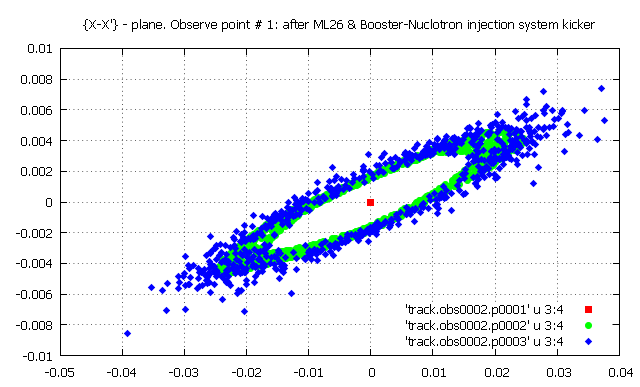 {X-X'} - plane. Observe point # 1: after ML26 & Booster-Nuclotron injection system kicker
0.01
0.008
0.006
0.004
0.002
0
-0.002
-0.004
-0.006
-0.008
-0.01
'track.obs0002.p0001' u 3:4
'track.obs0002.p0002' u 3:4
'track.obs0002.p0003' u 3:4
-0.05 -0.04 -0.03 -0.02 -0.01 0 0.01 0.02 0.03 0.04